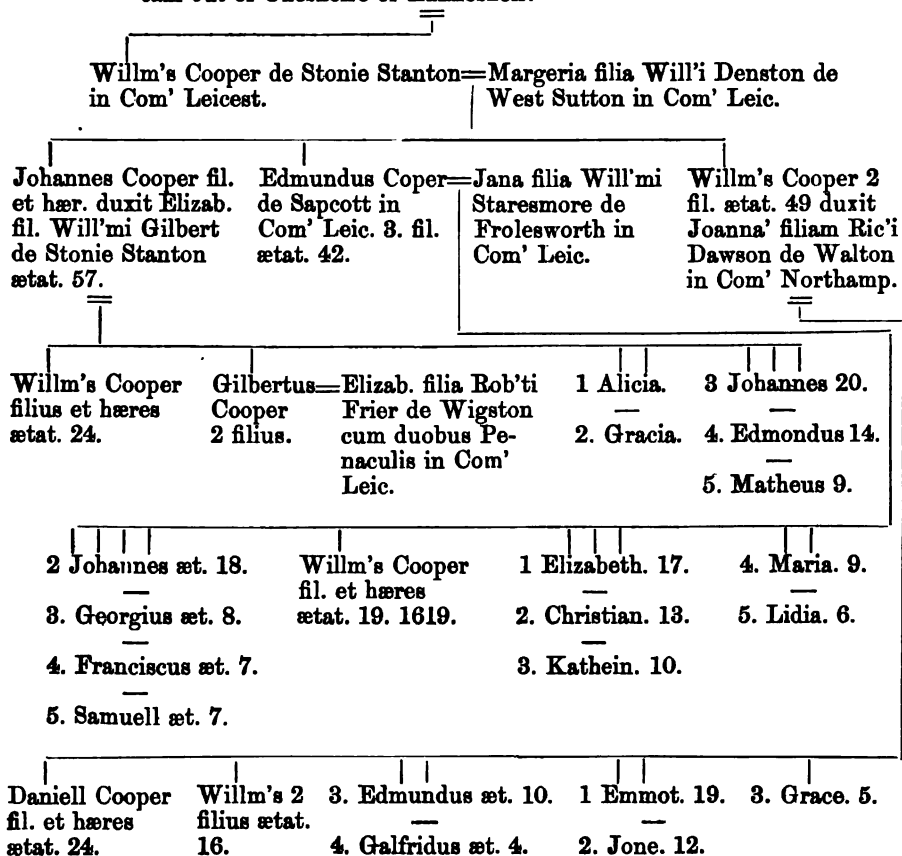 Willm's Cooper de Stonie Stanton=Margeria filia Will'i Denston de
in Com' Leicest.
West Sutton in Com' Leic.
Johannes Cooper fil.
et hær. duxit Elizab.
fil. Will'mi Gilbert
de Stonie Stanton
ætat. 57.
Edmundus Coper=Jana filia Will'mi
de Sapcott in
Com' Leic. 3. fil.
ætat. 42.
Staresmore de
Frolesworth in
Com' Leic.
Willm's Cooper 2
fil. ætat. 49 duxit
Joanna' filiam Ric'i
Dawson de Walton
in Com' Northamp.
Willm's Cooper
filius et hæres
ætat. 24.
Gilbertus=Elizab. filia Rob'ti
Cooper
2 filius.
Frier de Wigston
cum duobus Pe-
naculis in Com'
Leic.
1 Alicia.
2. Gracia.
3 Johannes 20.
4. Edmondus 14.
5. Matheus 9.
2 Johannes æt. 18.
3. Georgius æt. 8.
4. Franciscus æt. 7.
5. Samuell æt. 7.
Willm's Cooper
fil. et hæres
ætat. 19. 1619.
1 Elizabeth. 17.
2. Christian. 13.
3. Kathein. 10.
4. Maria. 9.
5. Lidia. 6.
Daniell Cooper
fil. et hæres
ætat. 24.
Willm's 2
filius ætat.
16.
3. Edmundus æt. 10.
4. Galfridus æt. 4.
1 Emmot. 19.
2. Jone. 12.
3. Grace. 5.